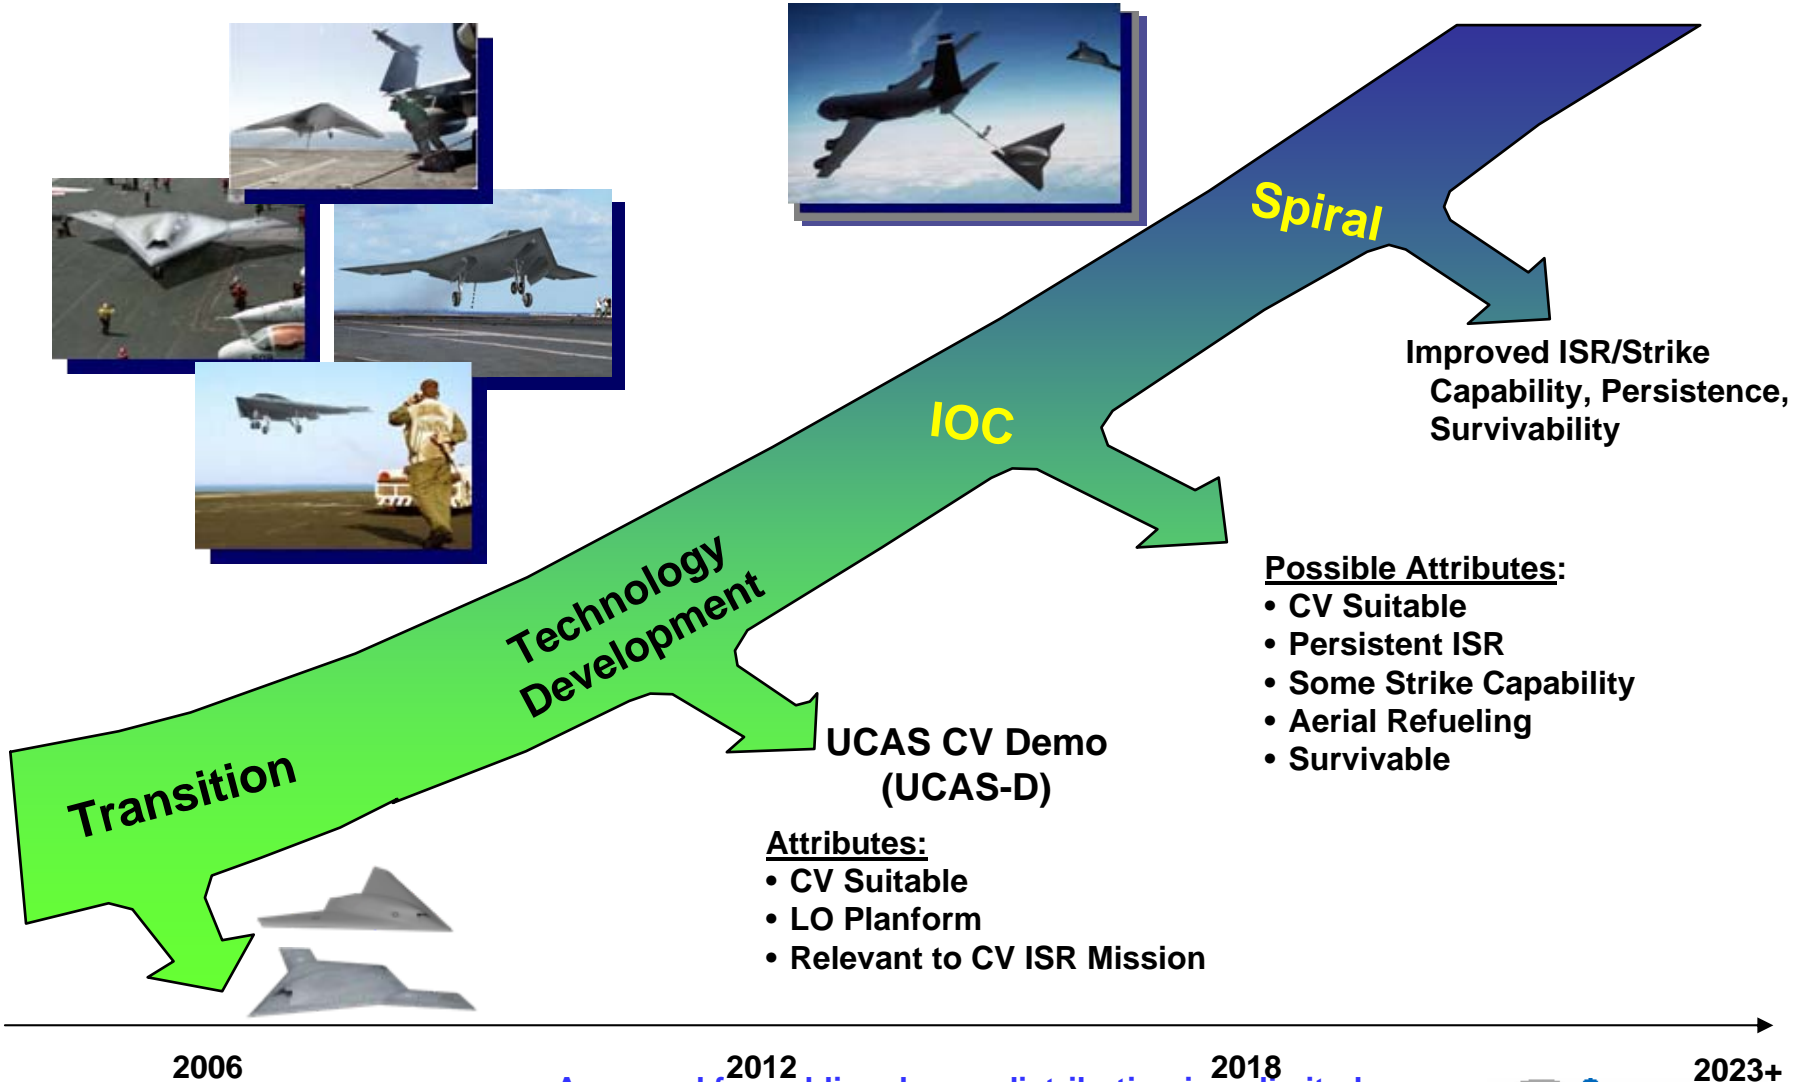 Spiral
Improved ISR/Strike
Capability, Persistence,
Survivability
IOC
Possible Attributes:
• CV Suitable
• Persistent ISR
• Some Strike Capability
• Aerial Refueling
• Survivable
Technology
Development
UCAS CV Demo
(UCAS-D)
Attributes:
• CV Suitable
• LO Planform
• Relevant to CV ISR Mission
Transition
2006
2012
2018
2023+